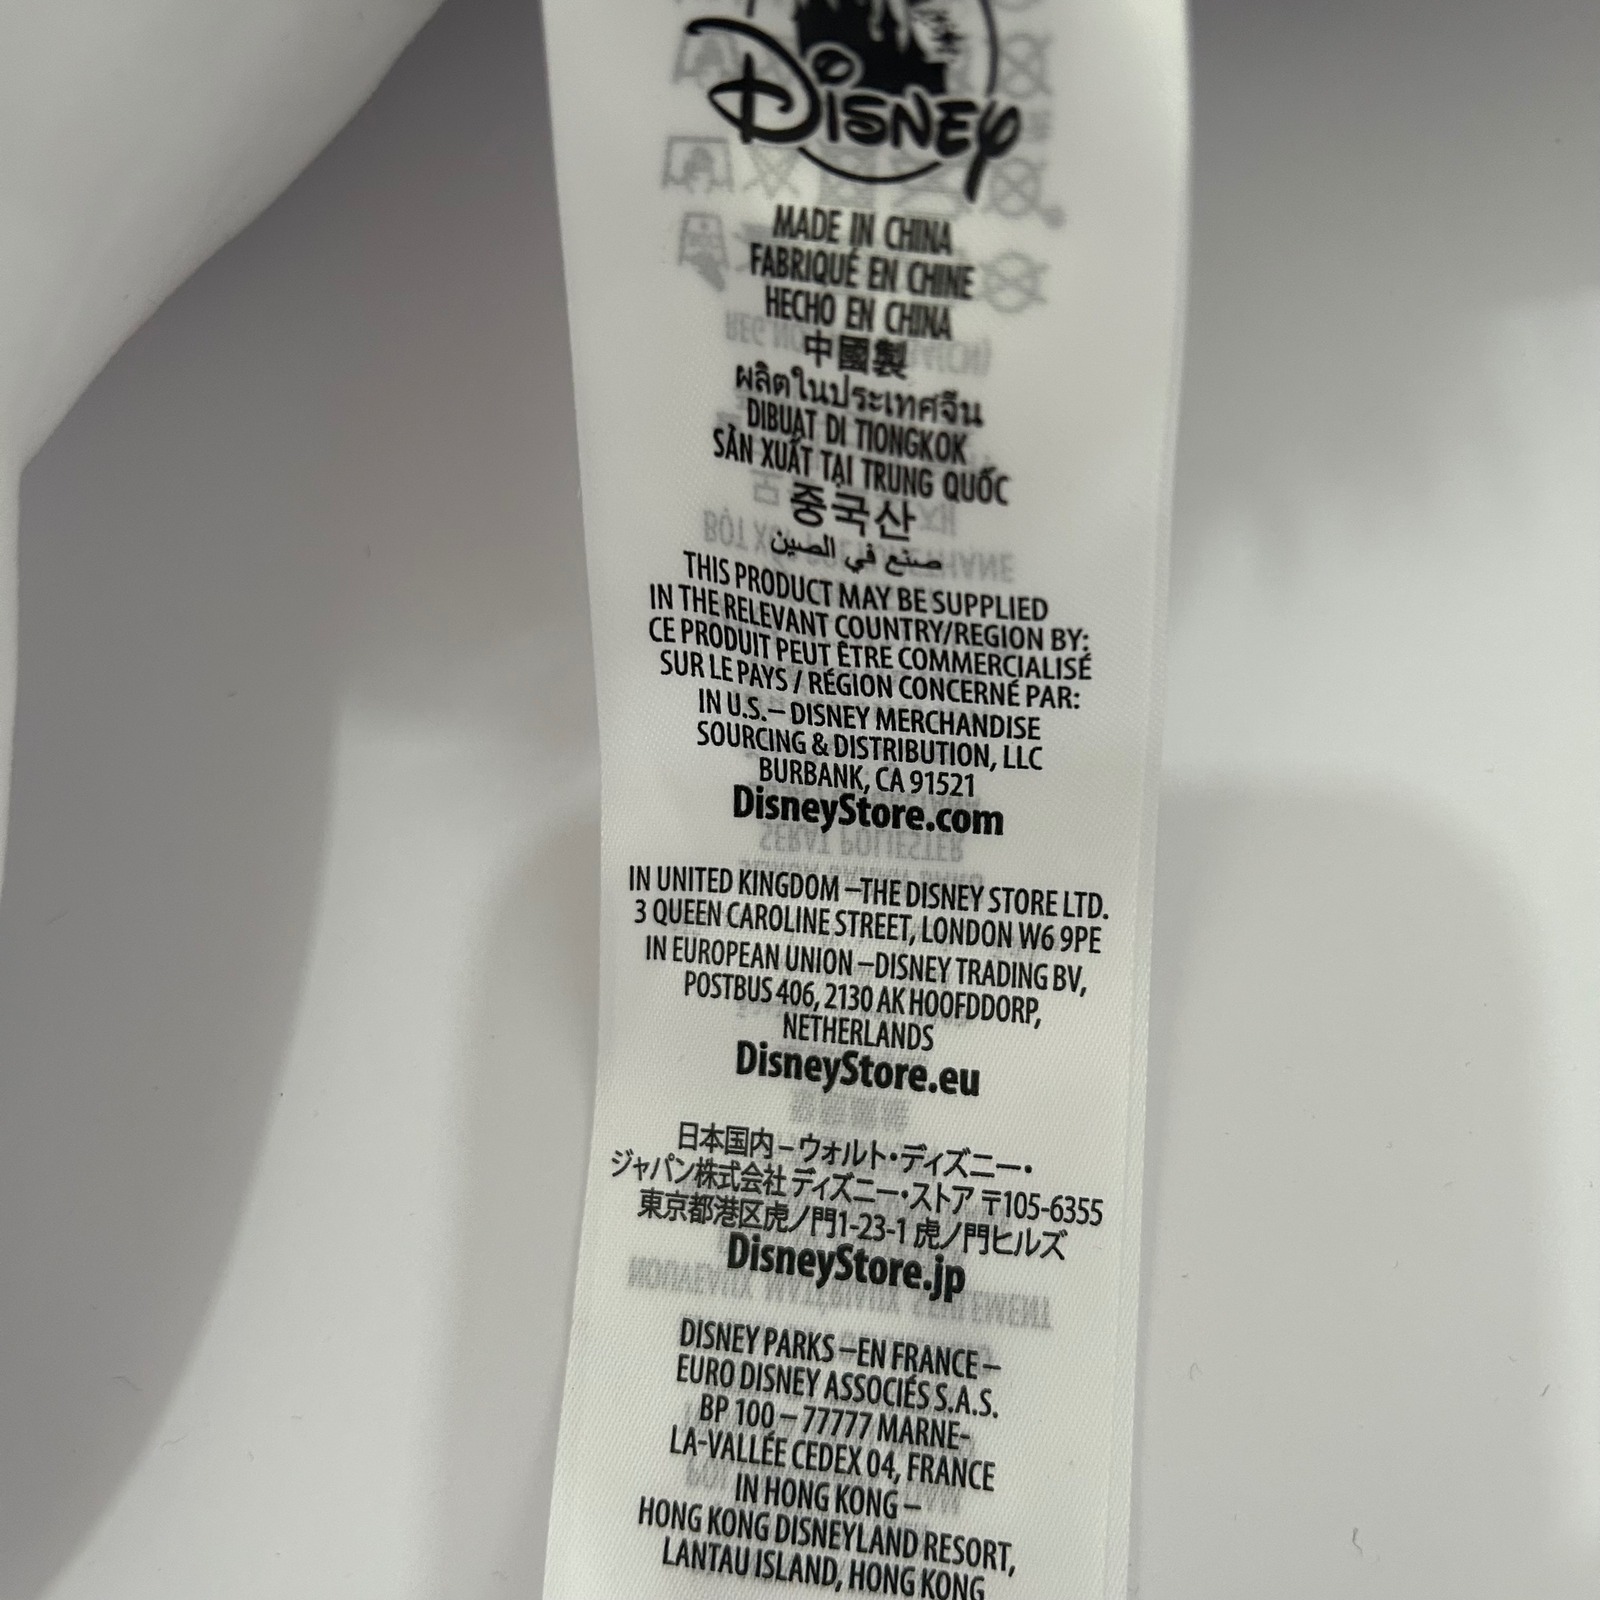 Disney
MADE IN CHINA
FABRIQUÉ EN CHINE
HECHO EN CHINA
中國製
ผลิตในประเทศจีน
DIBUAT DI TIONGKOK
SẢN XUẤT TẠI TRUNG QUỐC
중국산
صنع في الصين
THIS PRODUCT MAY BE SUPPLIED
IN THE RELEVANT COUNTRY/REGION BY:
CE PRODUIT PEUT ÊTRE COMMERCIALISÉ
SUR LE PAYS / RÉGION CONCERNÉ PAR:
IN U.S.– DISNEY MERCHANDISE
SOURCING & DISTRIBUTION, LLC
BURBANK, CA 91521
DisneyStore.com
IN UNITED KINGDOM –THE DISNEY STORE LTD.
3 QUEEN CAROLINE STREET, LONDON W6 9PE
IN EUROPEAN UNION –DISNEY TRADING BV,
POSTBUS 406, 2130 AK HOOFDDORP,
NETHERLANDS
DisneyStore.eu
日本国内 – ウォルト・ディズニー・
ジャパン株式会社 ディズニー・ストア 〒105-6355
東京都港区虎ノ門1-23-1 虎ノ門ヒルズ
DisneyStore.jp
DISNEY PARKS –EN FRANCE –
EURO DISNEY ASSOCIÉS S.A.S.
BP 100 – 77777 MARNE-
LA-VALLÉE CEDEX 04, FRANCE
IN HONG KONG –
HONG KONG DISNEYLAND RESORT,
LANTAU ISLAND, HONG KONG